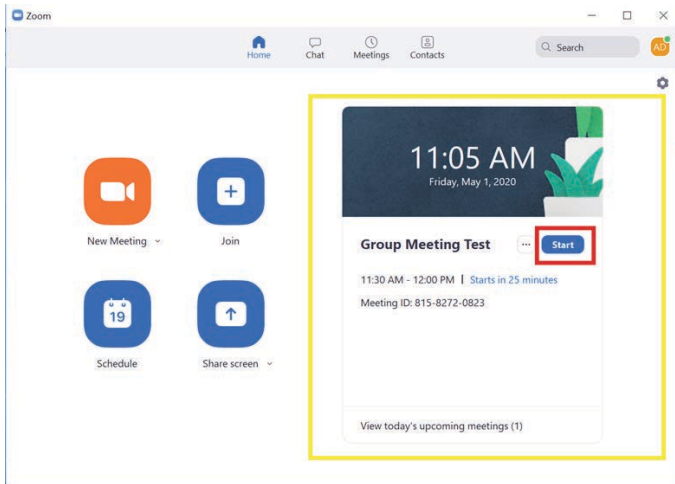 Zoom
Home
Chat
Meetings
Contacts
Search
AD
New Meeting
Join
19
Schedule
Share screen
11:05 AM
Friday, May 1, 2020
Group Meeting Test
... Start
11:30 AM - 12:00 PM | Starts in 25 minutes
Meeting ID: 815-8272-0823
View today's upcoming meetings (1)